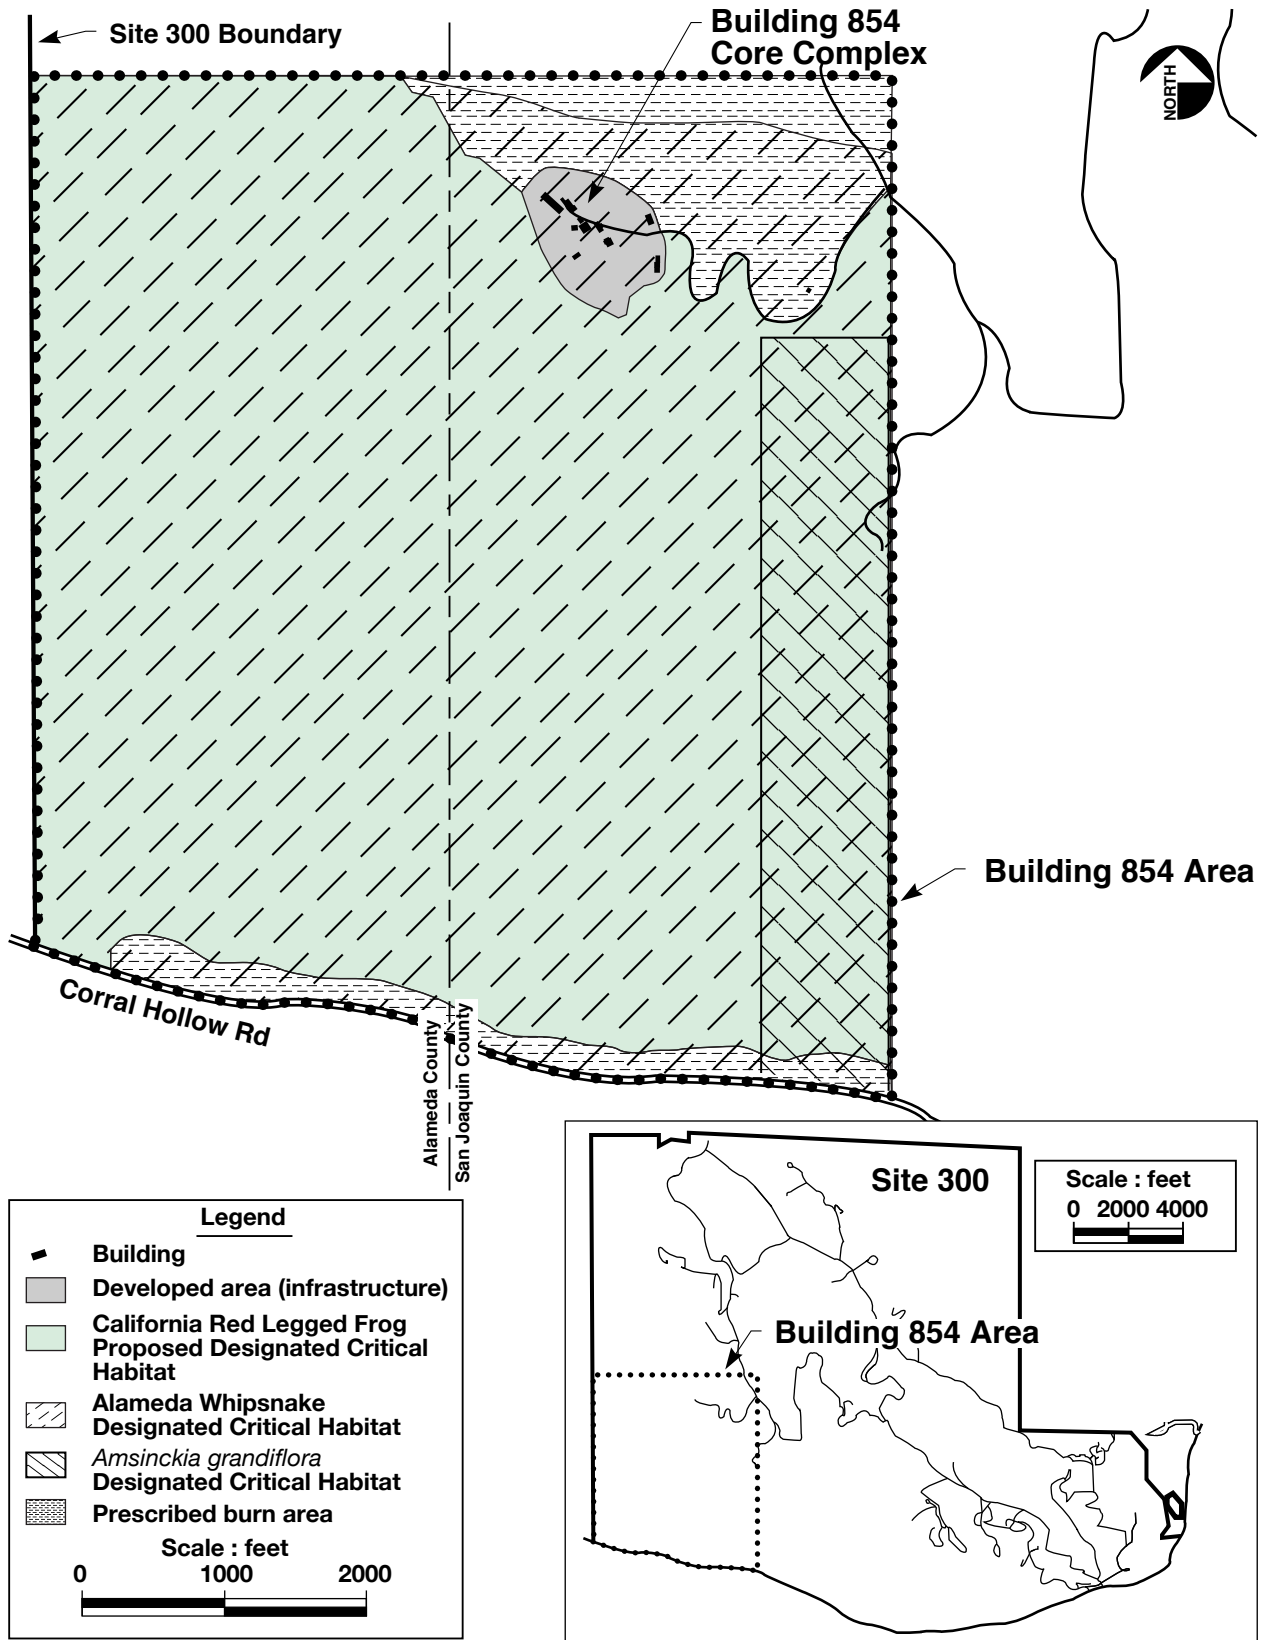 Site 300 Boundary
Building 854
Core Complex
NORTH
Building 854 Area
Corral Hollow Rd
Alameda County
San Joaquin County
Legend
Building
Developed area (infrastructure)
California Red Legged Frog
Proposed Designated Critical
Habitat
Alameda Whipsnake
Designated Critical Habitat
Amsinckia grandiflora
Designated Critical Habitat
Prescribed burn area
Scale : feet
0 1000 2000
Site 300
Scale : feet
0 2000 4000
Building 854 Area